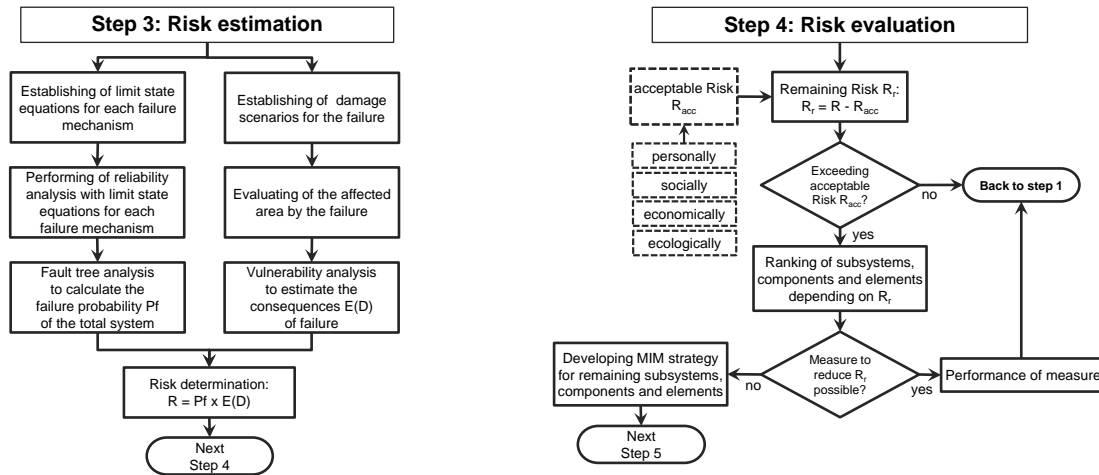 Step 3: Risk estimation
Establishing of limit state
equations for each failure
mechanism
Performing of reliability
analysis with limit state
equations for each
failure mechanism
Fault tree analysis
to calculate the
failure probability Pf
of the total system
Establishing of damage
scenarios for the failure
Evaluating of the affected
area by the failure
Vulnerability analysis
to estimate the
consequences E(D)
of failure
Risk determination:
R = Pf x E(D)
Next
Step 4
Step 4: Risk evaluation
acceptable Risk
Racc
personally
socially
economically
ecologically
Remaining Risk Rr:
Rr = R - Racc
Exceeding
acceptable
Risk Racc?
no
Back to step 1
yes
Ranking of subsystems,
components and elements
depending on Rr
Measure to
reduce Rr
possible?
yes
Performance of measure
no
Developing MIM strategy
for remaining subsystems,
components and elements
Next
Step 5